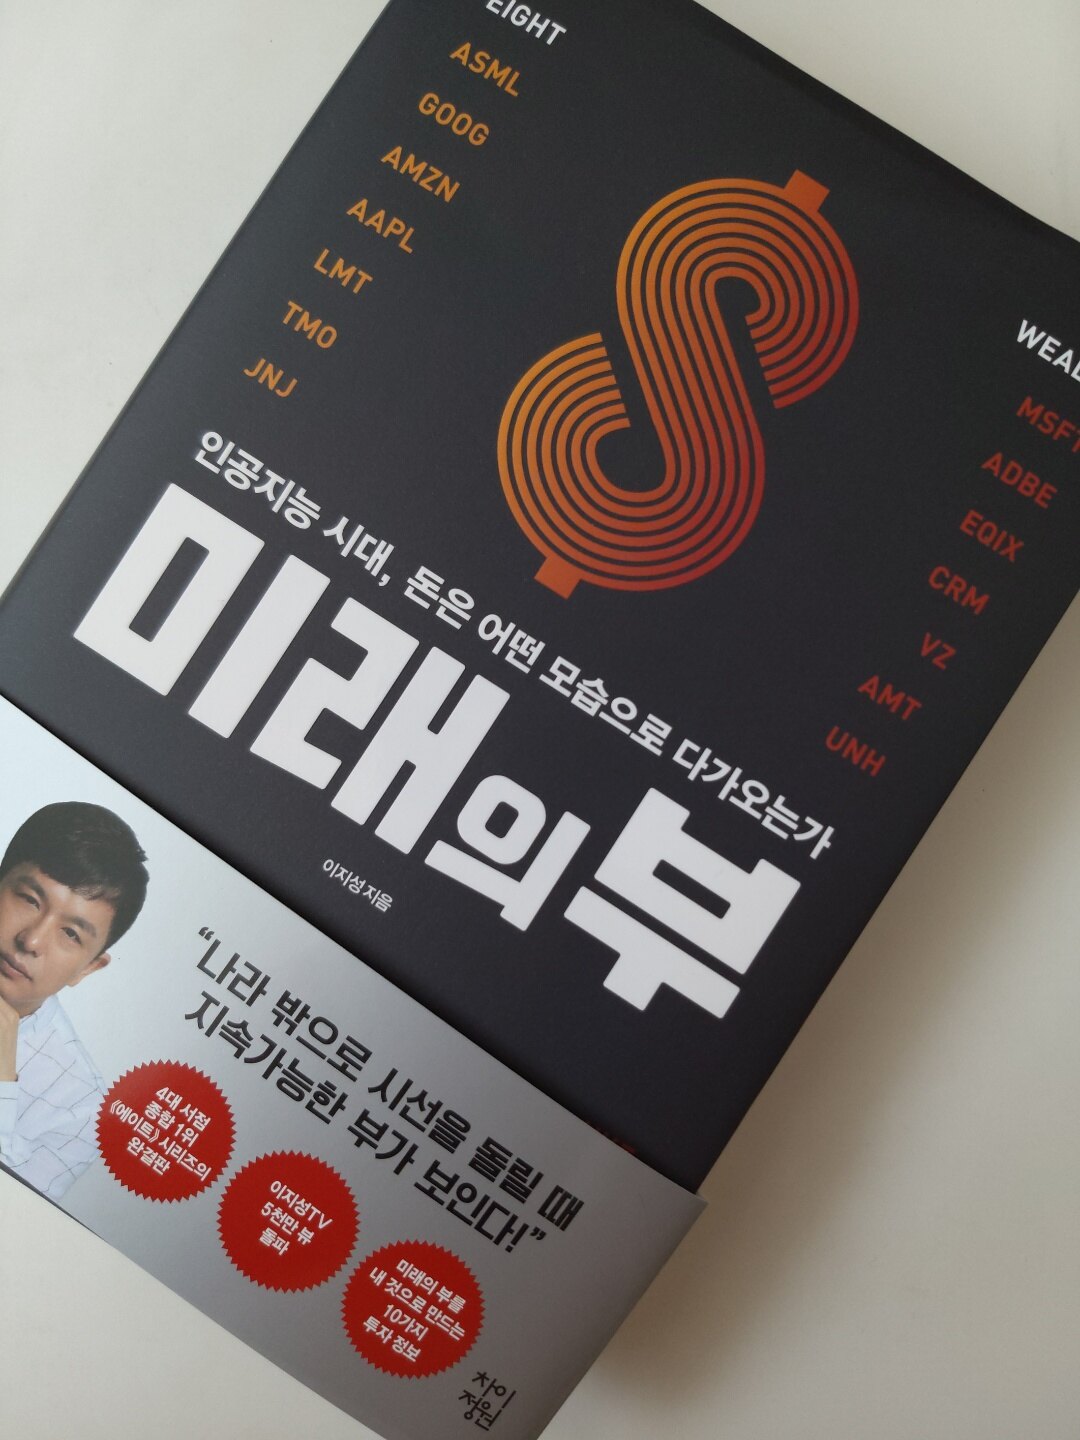 EIGHT
ASML
GOOG
AMZN
AAPL
LMT
TMO
JNJ
MSFT
ADBE
EQIX
CRM
VZ
AMT
UNH
인공지능 시대, 돈은 어떤 모습으로 다가오는가
미래의 부
이지성 지음
“나라 밖으로 시선을 돌릴 때
지속가능한 부가 보인다!”
4대 서점
종합 1위
《에이트》 시리즈의
완결판
이지성TV
5천만 뷰
돌파
미래의 부를
내 것으로 만드는
10가지
투자 정보
차이
정원